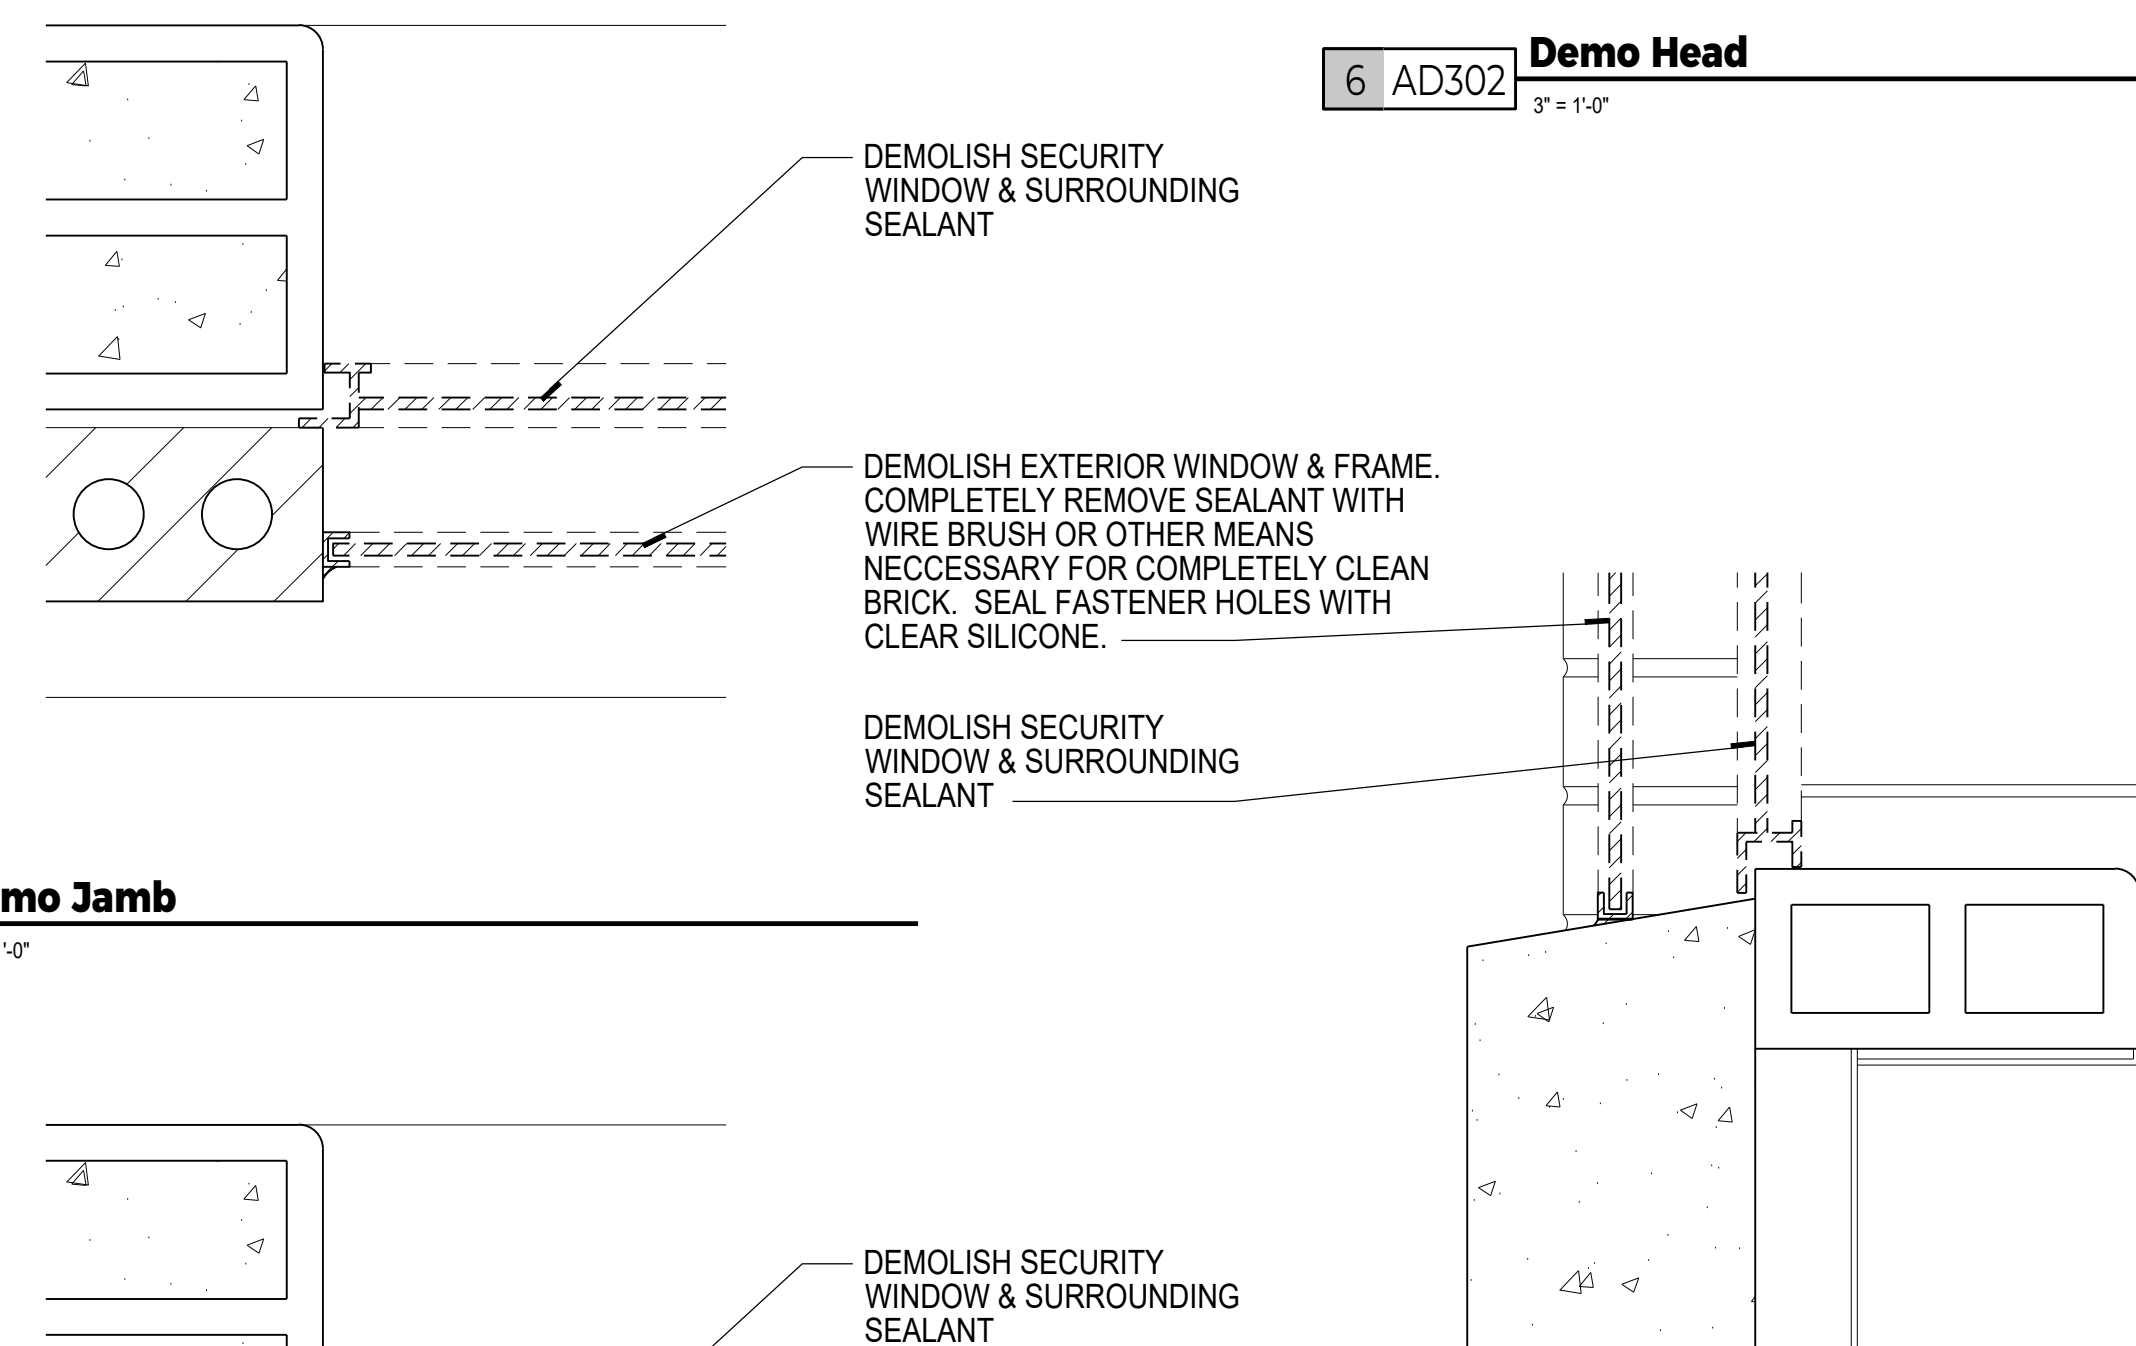 Demo Head
6 AD302
3" = 1'-0"
DEMOLISH SECURITY
WINDOW & SURROUNDING
SEALANT
DEMOLISH EXTERIOR WINDOW & FRAME.
COMPLETELY REMOVE SEALANT WITH
WIRE BRUSH OR OTHER MEANS
NECCESSARY FOR COMPLETELY CLEAN
BRICK.  SEAL FASTENER HOLES WITH
CLEAR SILICONE.
DEMOLISH SECURITY
WINDOW & SURROUNDING
SEALANT
mo Jamb
'-0"
DEMOLISH SECURITY
WINDOW & SURROUNDING
SEALANT